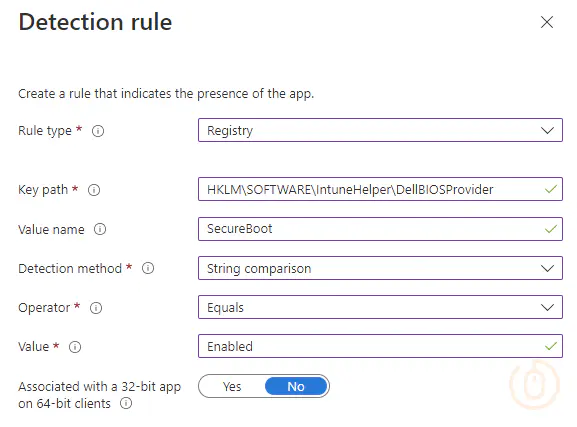 Detection rule
Create a rule that indicates the presence of the app.
Rule type *
Registry
Key path *
HKLM\SOFTWARE\IntuneHelper\DellBIOSProvider
Value name
SecureBoot
Detection method *
String comparison
Operator *
Equals
Value *
Enabled
Associated with a 32-bit app
on 64-bit clients
Yes No